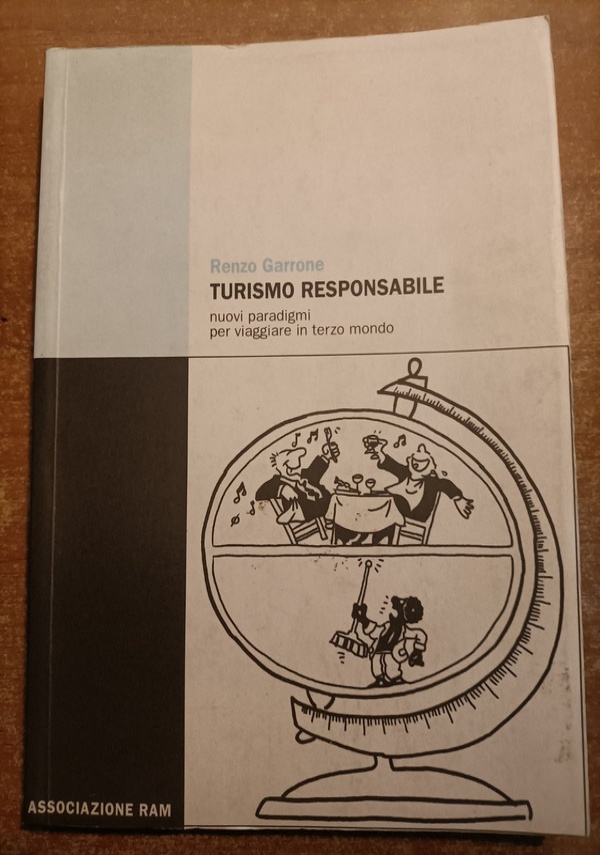 Renzo Garrone
TURISMO RESPONSABILE
nuovi paradigmi
per viaggiare in terzo mondo
ASSOCIAZIONE RAM